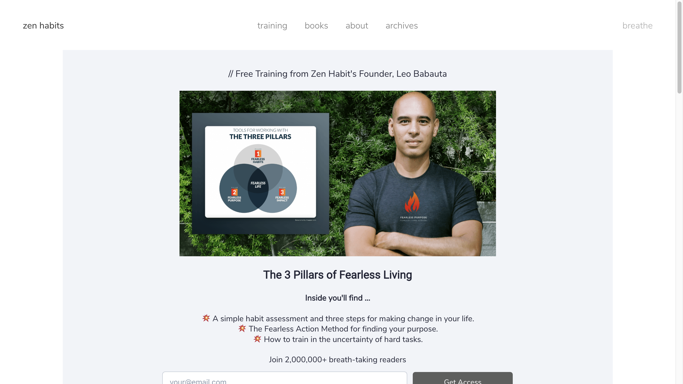 zen habits
training books about archives
breathe
// Free Training from Zen Habit's Founder, Leo Babauta
TOOLS FOR WORKING WITH
THE THREE PILLARS
1
FEARLESS
HABITS
FEARLESS
LIFE
2
FEARLESS
PURPOSE
3
FEARLESS
IMPACT
FEARLESS PURPOSE
The 3 Pillars of Fearless Living
Inside you'll find ...
A simple habit assessment and three steps for making change in your life.
The Fearless Action Method for finding your purpose.
How to train in the uncertainty of hard tasks.
Join 2,000,000+ breath-taking readers
your@email.com
Get Access